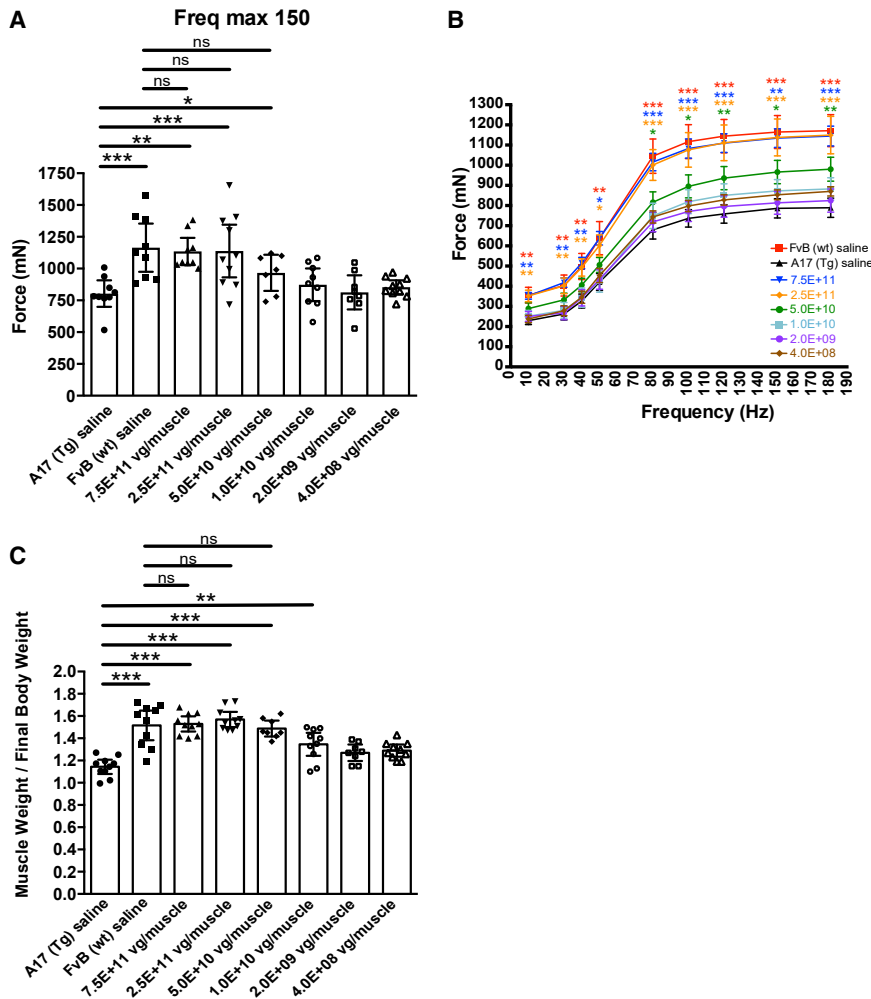 A
Freq max 150
ns
ns
ns
*
***
**
***
1750
1500
1250
1000
750
500
250
0
Force (mN)
A17 (Tg) saline
FvB (wt) saline
7.5E+11 vg/muscle
2.5E+11 vg/muscle
5.0E+10 vg/muscle
1.0E+10 vg/muscle
2.0E+09 vg/muscle
4.0E+08 vg/muscle
B
** ** ** ** *** *** *** *** ***
** ** ** * *** *** *** ** ***
** ** ** * *** *** *** *** ***
* * ** * **
1300
1200
1100
1000
900
800
700
600
500
400
300
200
100
0
Force (mN)
FvB (wt) saline
A17 (Tg) saline
7.5E+11
2.5E+11
5.0E+10
1.0E+10
2.0E+09
4.0E+08
0 10 20 30 40 50 60 70 80 90 100 110 120 130 140 150 160 170 180 190
Frequency (Hz)
C
ns
ns
ns
**
***
***
***
***
2.0
1.8
1.6
1.4
1.2
1.0
0.8
0.6
0.4
0.2
0.0
Muscle Weight / Final Body Weight
A17 (Tg) saline
FvB (wt) saline
7.5E+11 vg/muscle
2.5E+11 vg/muscle
5.0E+10 vg/muscle
1.0E+10 vg/muscle
2.0E+09 vg/muscle
4.0E+08 vg/muscle